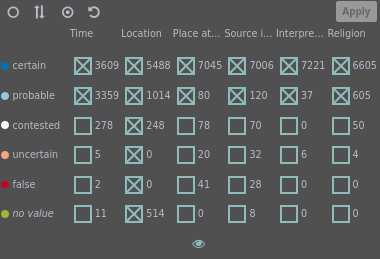 Apply
Time Location Place at... Source i... Interpre... Religion
certain 3609 5488 7045 7006 7221 6605
probable 3359 1014 80 120 37 605
contested 278 248 78 70 0 50
uncertain 5 0 20 32 6 4
false 2 0 41 28 0 0
no value 11 514 0 8 0 0